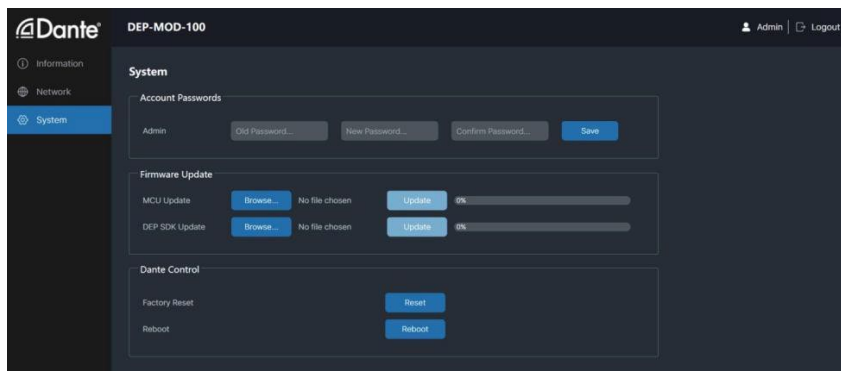 Dante®
DEP-MOD-100
Admin
Logout
Information
Network
System
System
Account Passwords
Admin
Old Password...
New Password...
Confirm Password...
Save
Firmware Update
MCU Update
Browse...
No file chosen
Update
0%
DEP SDK Update
Browse...
No file chosen
Update
0%
Dante Control
Factory Reset
Reset
Reboot
Reboot